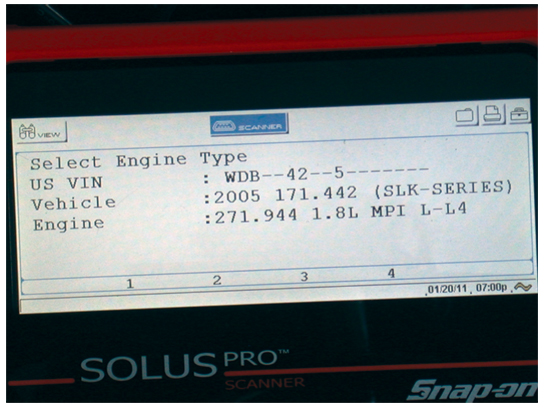 VIEW
SCANNER
Select Engine Type
US VIN : WDB--42--5-------
Vehicle :2005 171.442 (SLK-SERIES)
Engine :271.944 1.8L MPI L-L4
1 2 3 4
01/20/11 07:00p
SOLUS PRO™
SCANNER
Snap-on